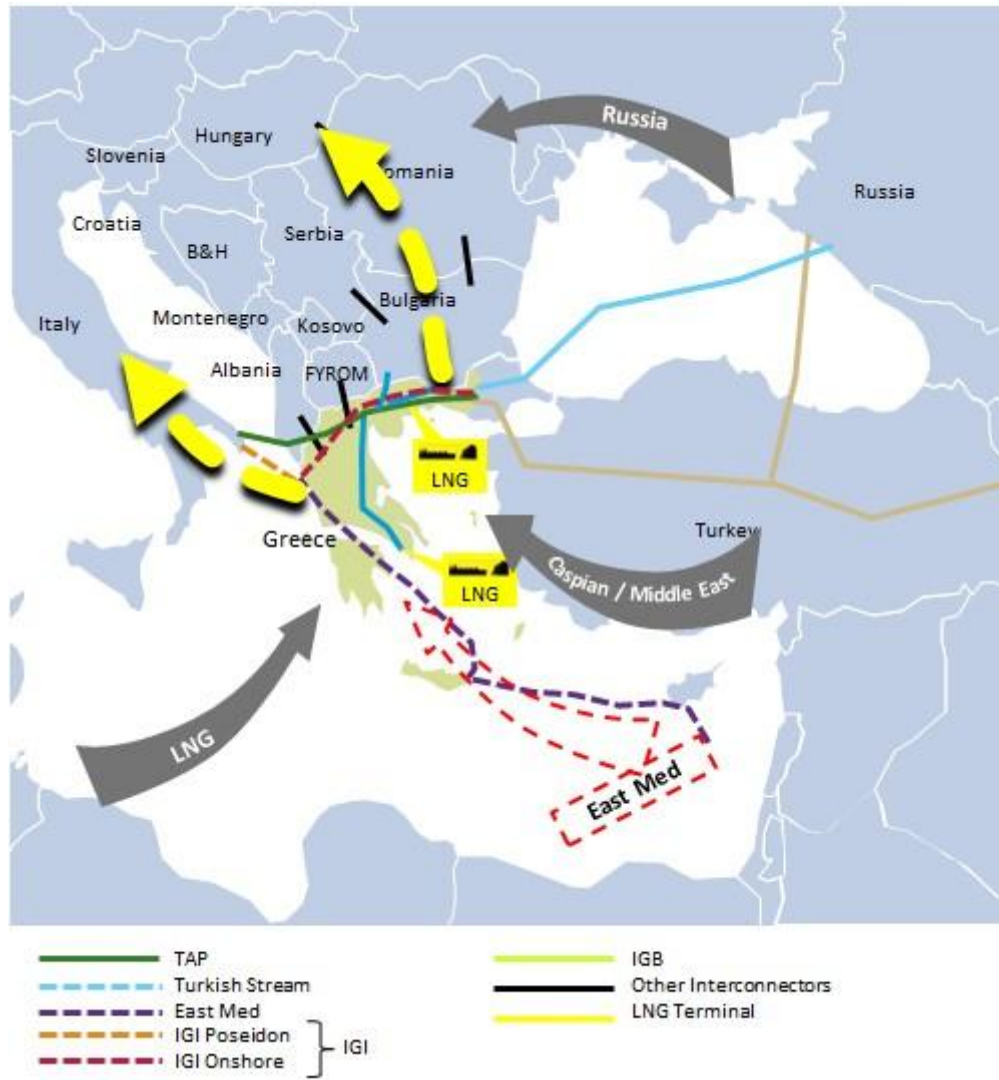 Russia
Hungary
Slovenia
omania
Russia
Croatia
Serbia
B&H
Bulgaria
Italy
Montenegro
Kosovo
Albania
FYROM
LNG
Greece
Turkey
Caspian / Middle East
LNG
LNG
East Med
TAP
Turkish Stream
East Med
IGI Poseidon
IGI Onshore
IGI
IGB
Other Interconnectors
LNG Terminal